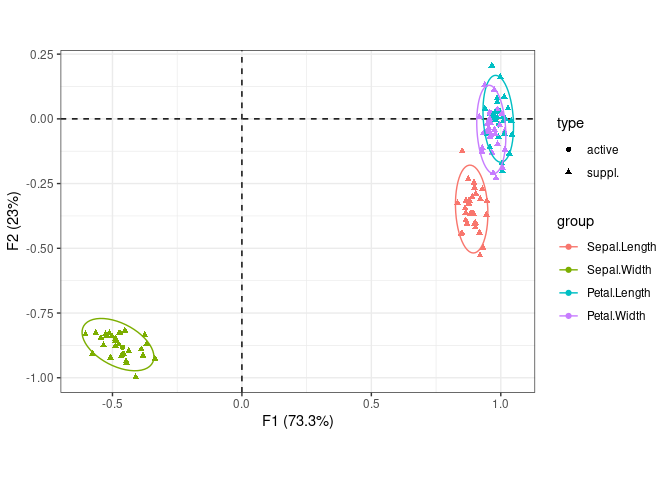 0.25
0.00
-0.25
-0.50
-0.75
-1.00
F2 (23%)
-0.5
0.0
0.5
1.0
F1 (73.3%)
type
active
suppl.
group
Sepal.Length
Sepal.Width
Petal.Length
Petal.Width